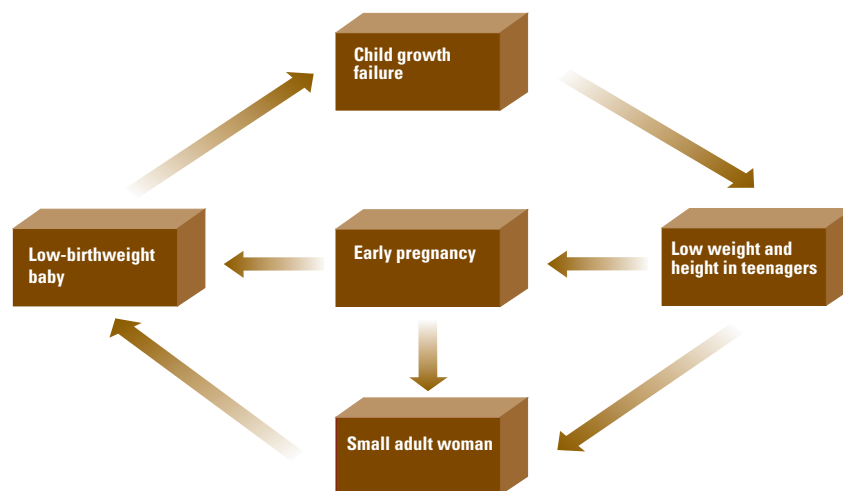 Child growth
failure
Low-birthweight
baby
Early pregnancy
Low weight and
height in teenagers
Small adult woman